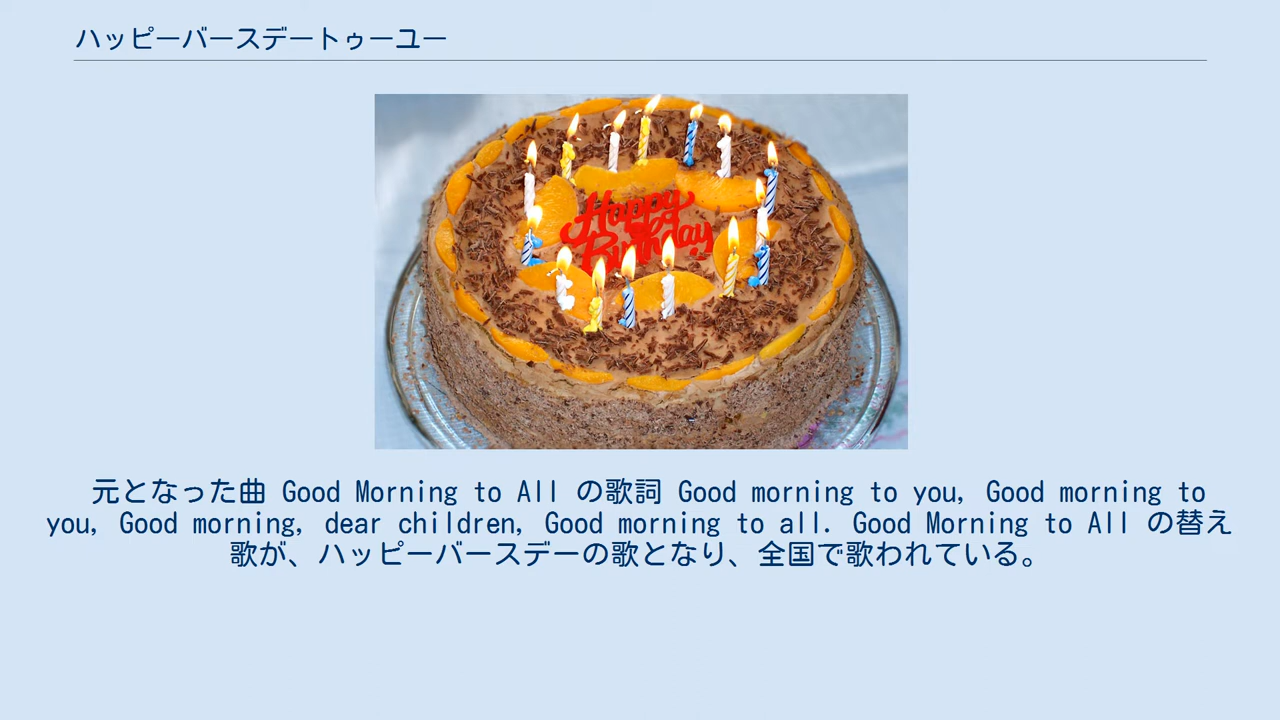 ハッピーバースデートゥーユー
Happy
Birthday
元となった曲 Good Morning to All の歌詞 Good morning to you, Good morning to
you, Good morning, dear children, Good morning to all. Good Morning to All の替え
歌が、ハッピーバースデーの歌となり、全国で歌われている。